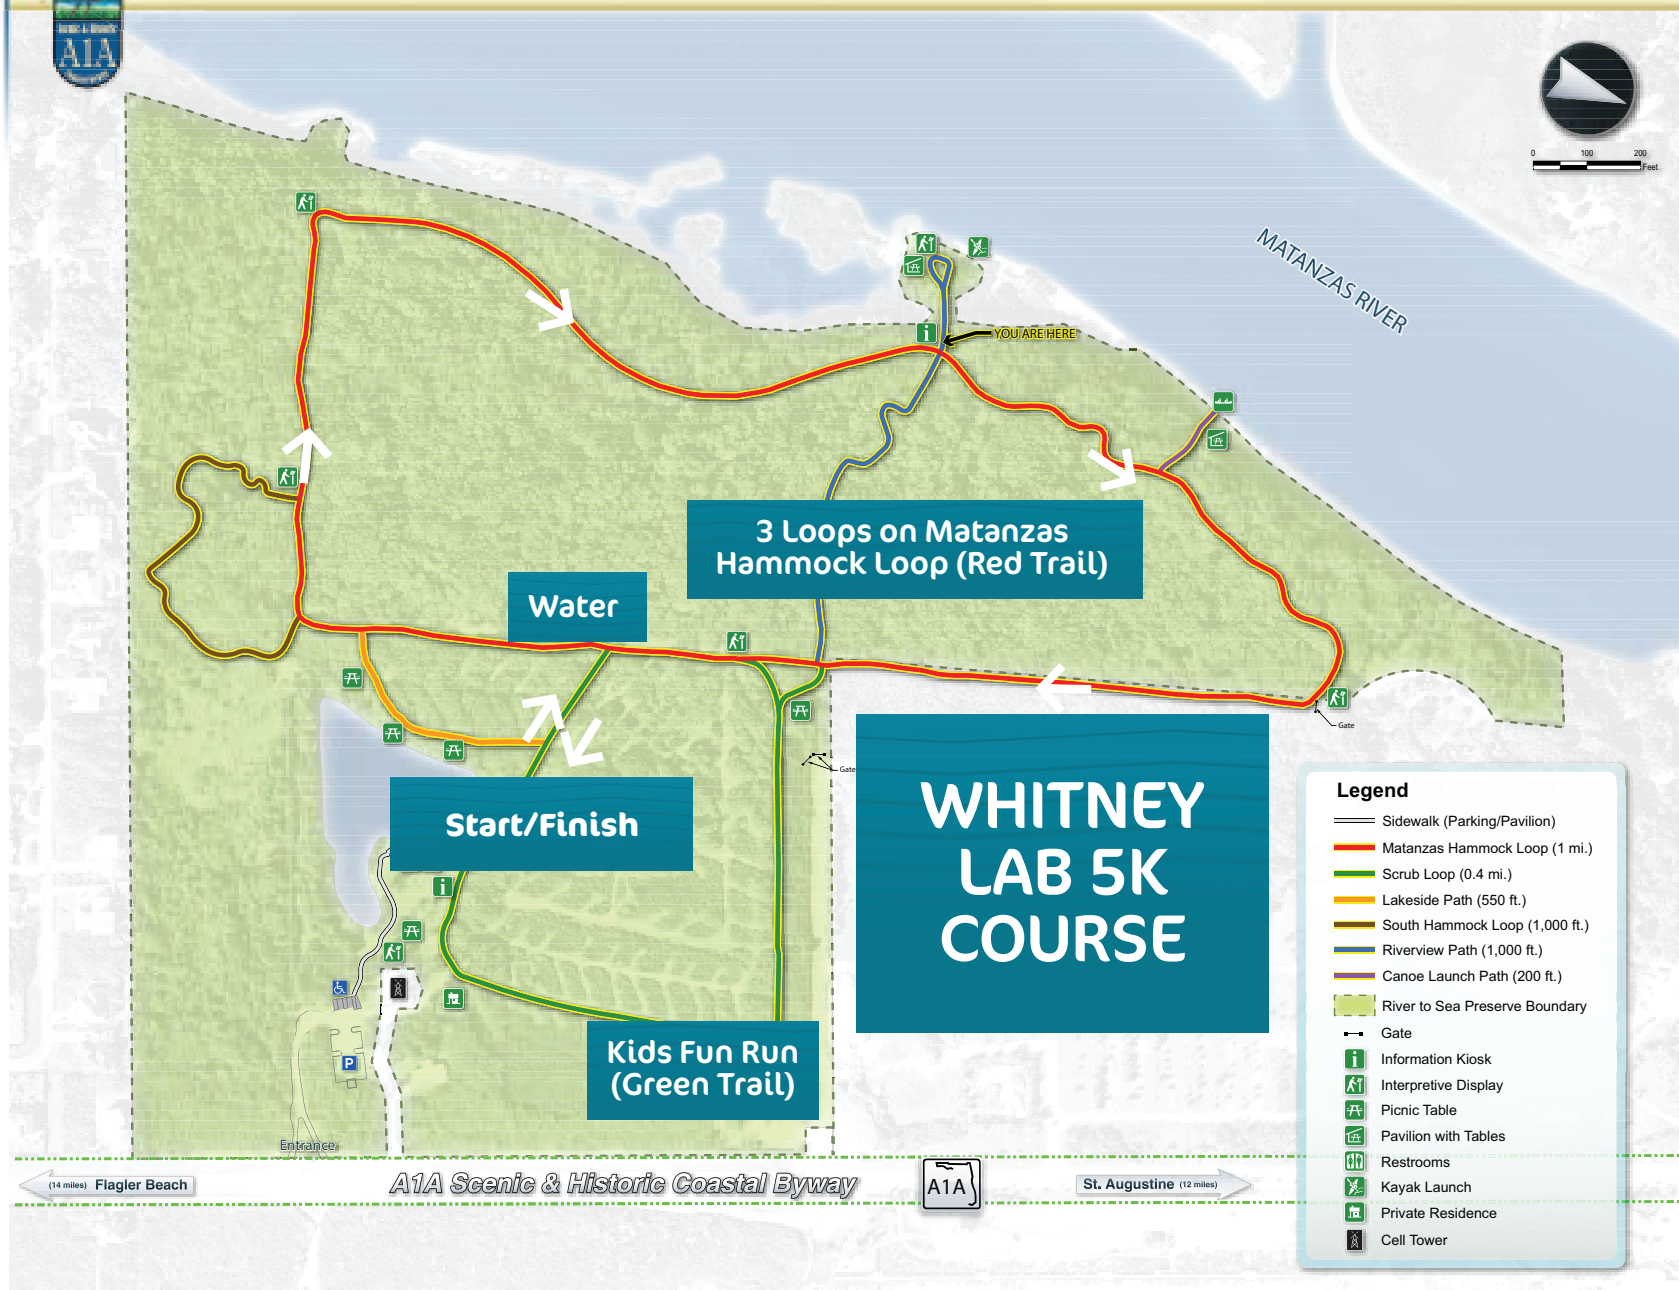 A1A
0 100 200
Feet
MATANZAS RIVER
YOU ARE HERE
3 Loops on Matanzas
Hammock Loop (Red Trail)
Water
Gate
Gate
Start/Finish
WHITNEY
LAB 5K
COURSE
Kids Fun Run
(Green Trail)
P
Entrance
Legend
Sidewalk (Parking/Pavilion)
Matanzas Hammock Loop (1 mi.)
Scrub Loop (0.4 mi.)
Lakeside Path (550 ft.)
South Hammock Loop (1,000 ft.)
Riverview Path (1,000 ft.)
Canoe Launch Path (200 ft.)
River to Sea Preserve Boundary
Gate
Information Kiosk
Interpretive Display
Picnic Table
Pavilion with Tables
Restrooms
Kayak Launch
Private Residence
Cell Tower
(14 miles) Flagler Beach
A1A Scenic & Historic Coastal Byway
A1A
St. Augustine (12 miles)